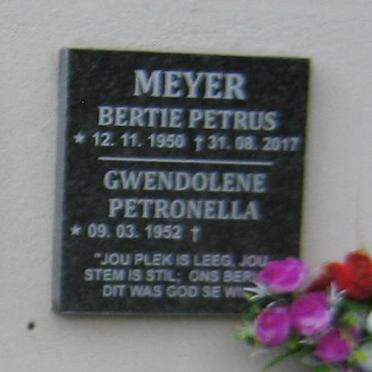 MEYER
BERTIE PETRUS
* 12. 11. 1950 † 31. 08. 2017
GWENDOLENE
PETRONELLA
* 09. 03. 1952 †
"JOU PLEK IS LEEG, JOU
STEM IS STIL; ONS
DIT WAS GOD SE